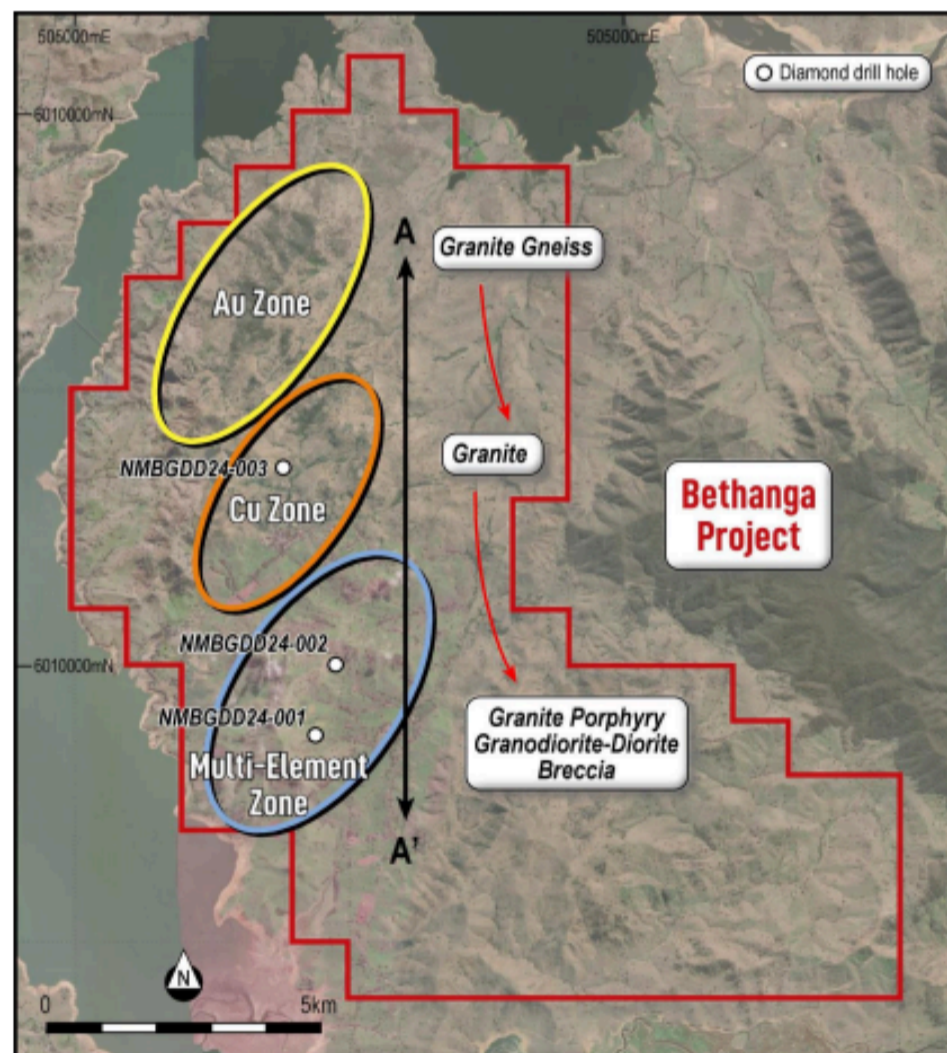 505000mE
505000mE
Diamond drill hole
6010000mN
A
Granite Gneiss
Au Zone
Granite
NMBGDD24-003
Cu Zone
Bethanga
Project
NMBGDD24-002
6010000mN
NMBGDD24-001
Granite Porphyry
Granodiorite-Diorite
Breccia
Multi-Element
Zone
A'
N
0
5km